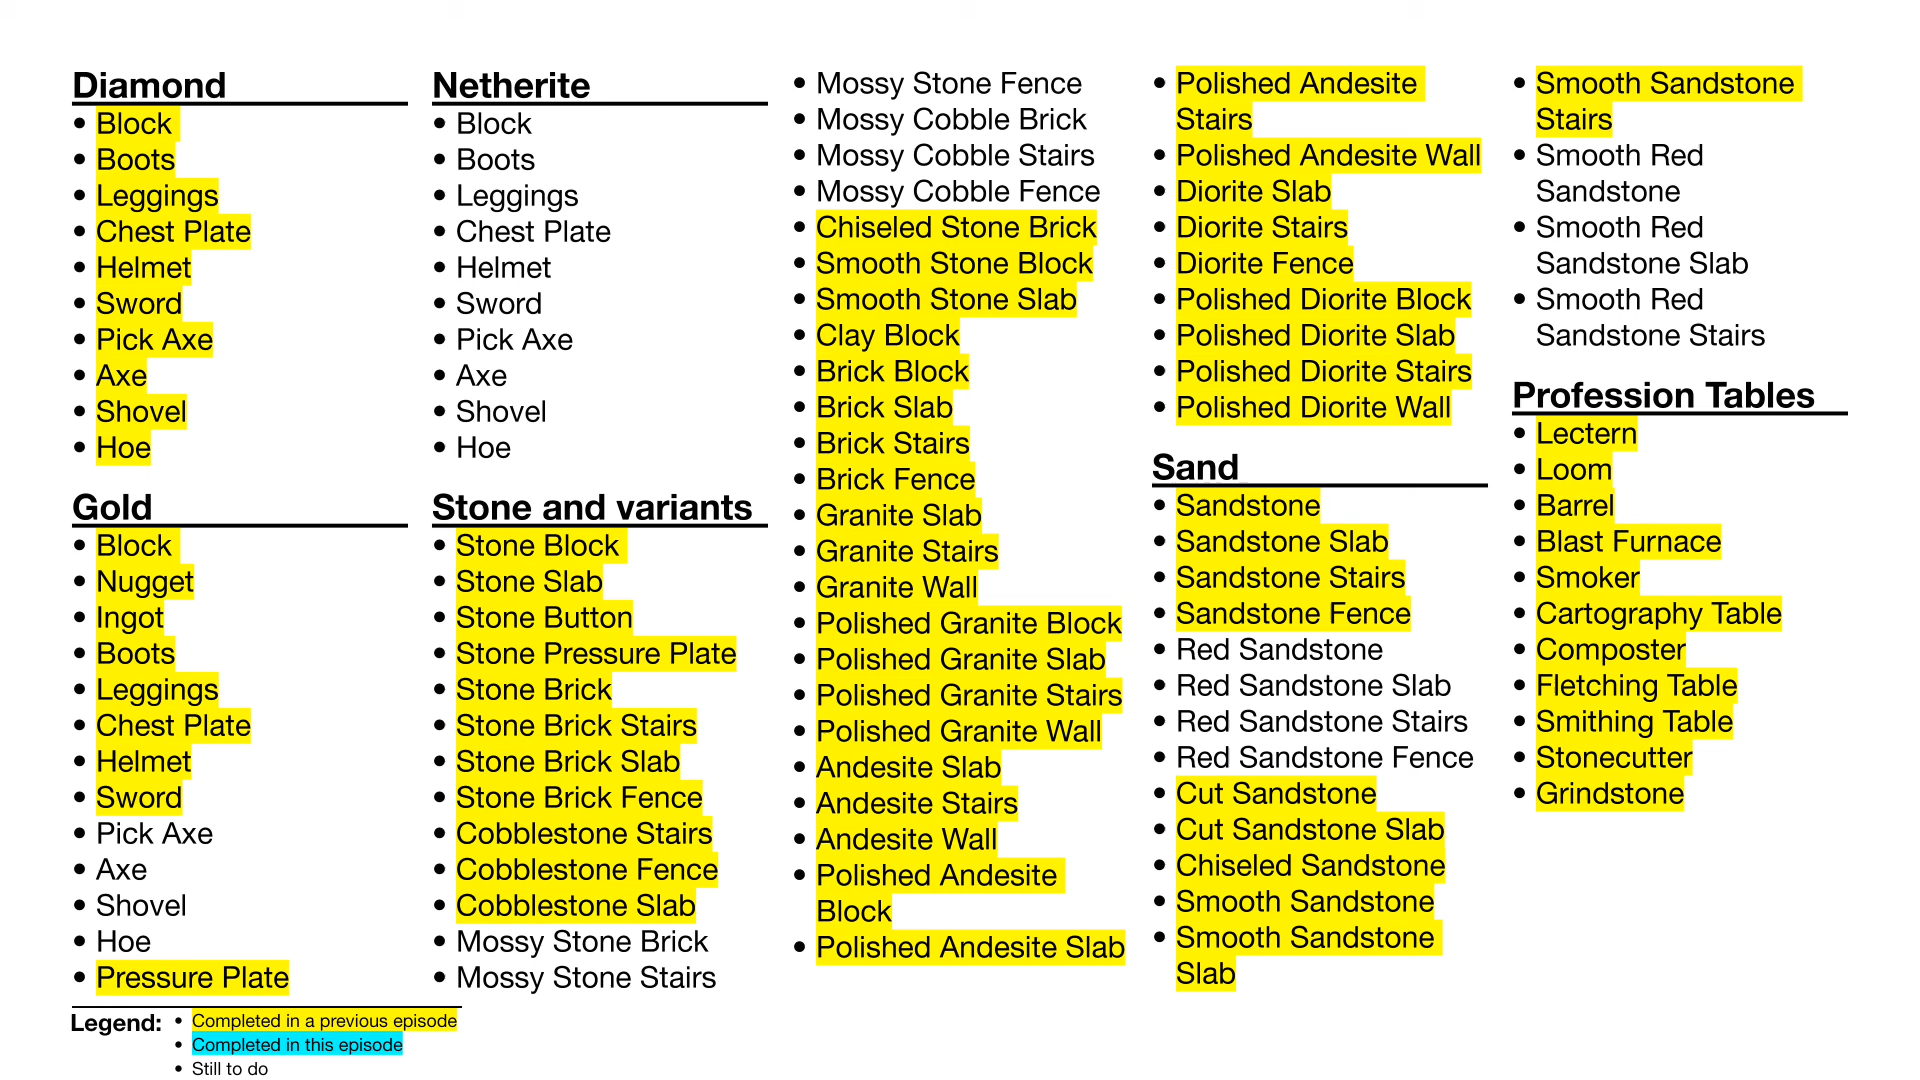 Diamond
• Block
• Boots
• Leggings
• Chest Plate
• Helmet
• Sword
• Pick Axe
• Axe
• Shovel
• Hoe
Gold
• Block
• Nugget
• Ingot
• Boots
• Leggings
• Chest Plate
• Helmet
• Sword
• Pick Axe
• Axe
• Shovel
• Hoe
• Pressure Plate
Netherite
• Block
• Boots
• Leggings
• Chest Plate
• Helmet
• Sword
• Pick Axe
• Axe
• Shovel
• Hoe
Stone and variants
• Stone Block
• Stone Slab
• Stone Button
• Stone Pressure Plate
• Stone Brick
• Stone Brick Stairs
• Stone Brick Slab
• Stone Brick Fence
• Cobblestone Stairs
• Cobblestone Fence
• Cobblestone Slab
• Mossy Stone Brick
• Mossy Stone Stairs
• Mossy Stone Fence
• Mossy Cobble Brick
• Mossy Cobble Stairs
• Mossy Cobble Fence
• Chiseled Stone Brick
• Smooth Stone Block
• Smooth Stone Slab
• Clay Block
• Brick Block
• Brick Slab
• Brick Stairs
• Brick Fence
• Granite Slab
• Granite Stairs
• Granite Wall
• Polished Granite Block
• Polished Granite Slab
• Polished Granite Stairs
• Polished Granite Wall
• Andesite Slab
• Andesite Stairs
• Andesite Wall
• Polished Andesite
Block
• Polished Andesite Slab
• Polished Andesite
Stairs
• Polished Andesite Wall
• Diorite Slab
• Diorite Stairs
• Diorite Fence
• Polished Diorite Block
• Polished Diorite Slab
• Polished Diorite Stairs
• Polished Diorite Wall
Sand
• Sandstone
• Sandstone Slab
• Sandstone Stairs
• Sandstone Fence
• Red Sandstone
• Red Sandstone Slab
• Red Sandstone Stairs
• Red Sandstone Fence
• Cut Sandstone
• Cut Sandstone Slab
• Chiseled Sandstone
• Smooth Sandstone
• Smooth Sandstone
Slab
• Smooth Sandstone
Stairs
• Smooth Red
Sandstone
• Smooth Red
Sandstone Slab
• Smooth Red
Sandstone Stairs
Profession Tables
• Lectern
• Loom
• Barrel
• Blast Furnace
• Smoker
• Cartography Table
• Composter
• Fletching Table
• Smithing Table
• Stonecutter
• Grindstone
Legend: • Completed in a previous episode
• Completed in this episode
• Still to do